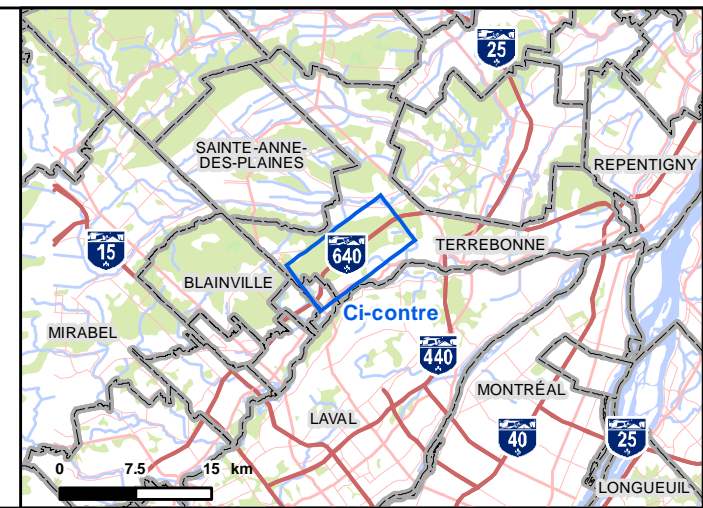 25
SAINTE-ANNE-
DES-PLAINES
REPENTIGNY
15
640
TERREBONNE
BLAINVILLE
Ci-contre
MIRABEL
440
MONTRÉAL
LAVAL
40
25
0 7.5 15 km
LONGUEUIL